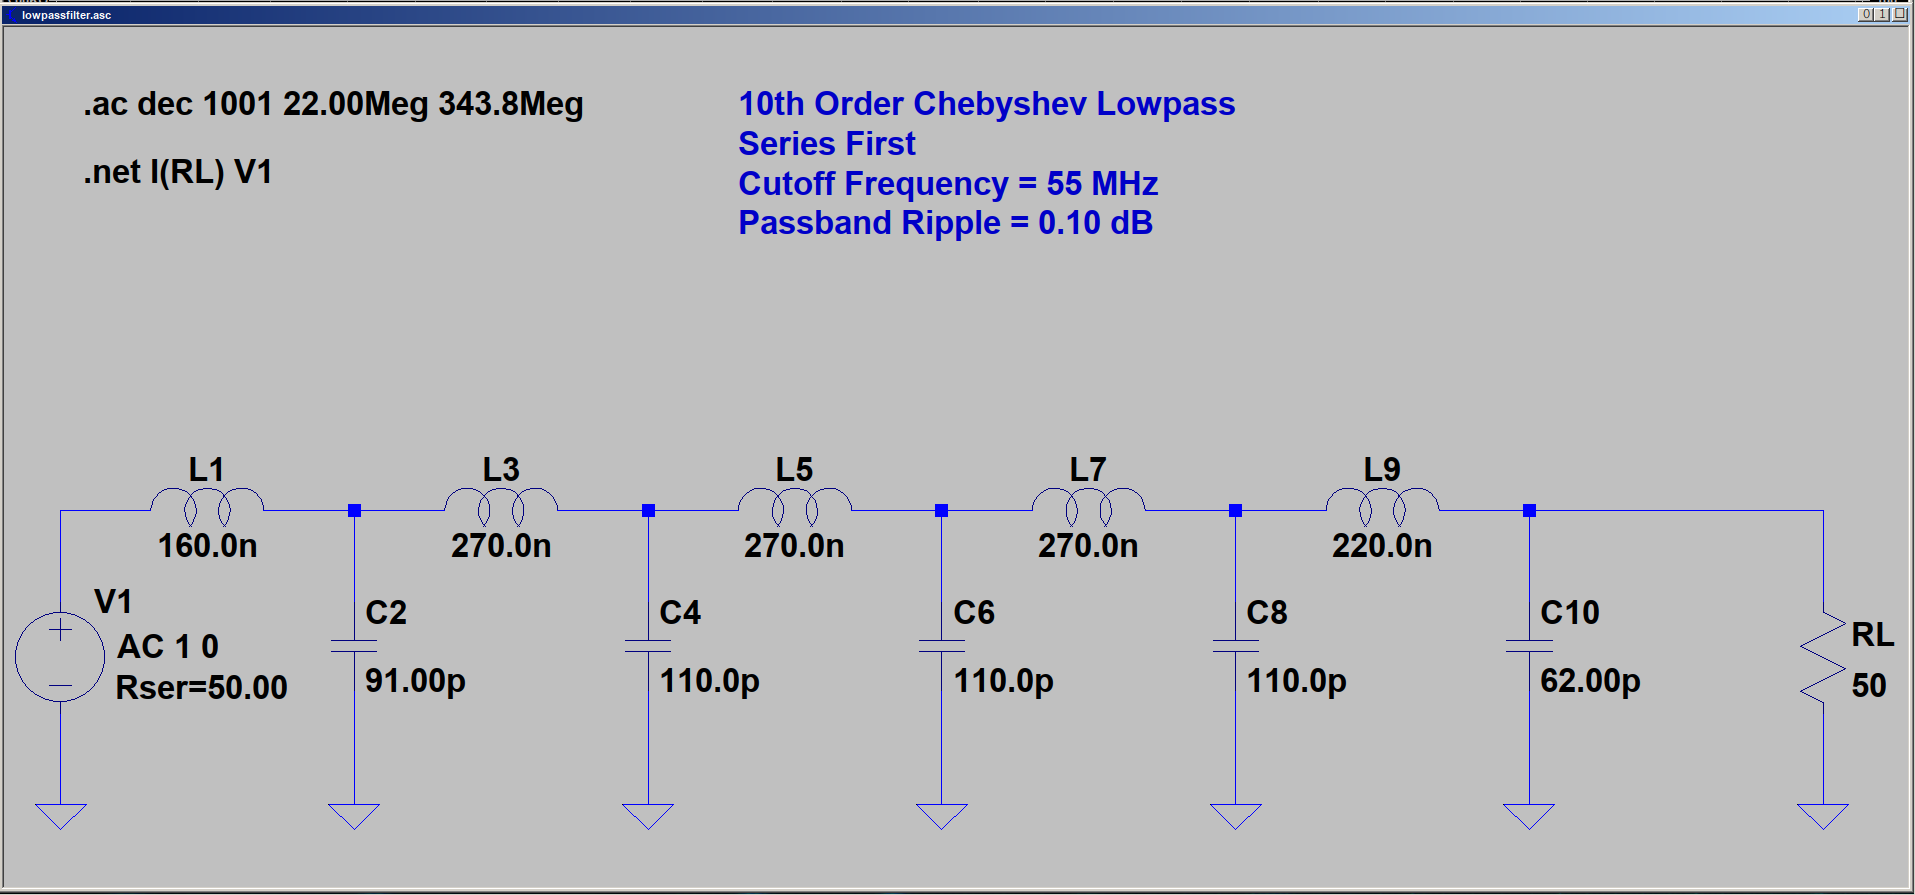 lowpassfilter.asc
.ac dec 1001 22.00Meg 343.8Meg
.net I(RL) V1
10th Order Chebyshev Lowpass
Series First
Cutoff Frequency = 55 MHz
Passband Ripple = 0.10 dB
L1
L3
L5
L7
L9
160.0n
270.0n
270.0n
270.0n
220.0n
V1
AC 1 0
Rser=50.00
C2
91.00p
C4
110.0p
C6
110.0p
C8
110.0p
C10
62.00p
RL
50